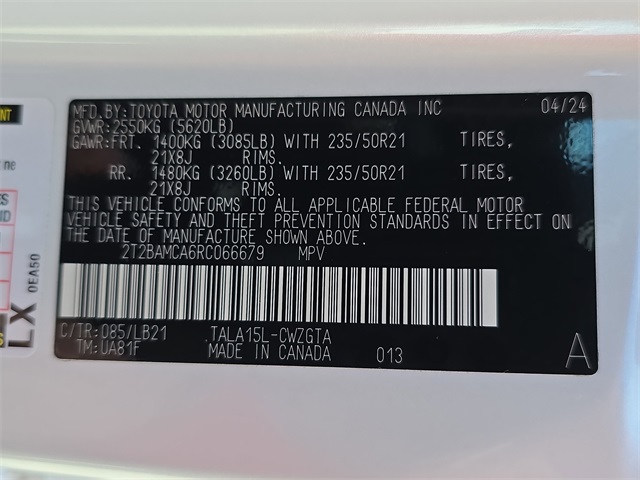 MFD.BY:TOYOTA MOTOR MANUFACTURING CANADA INC 04/24
GVWR:2550KG (5620LB)
GAWR:FRT. 1400KG (3085LB) WITH 235/50R21 TIRES,
21X8J RIMS.
RR. 1480KG (3260LB) WITH 235/50R21 TIRES,
21X8J RIMS.
THIS VEHICLE CONFORMS TO ALL APPLICABLE FEDERAL MOTOR
VEHICLE SAFETY AND THEFT PREVENTION STANDARDS IN EFFECT ON
THE DATE OF MANUFACTURE SHOWN ABOVE.
2T2BAMCA6RC066679 MPV
C/TR:085/LB21 .TALA15L-CWZGTA
TM:UA81F MADE IN CANADA 013 A
LX 0EA50